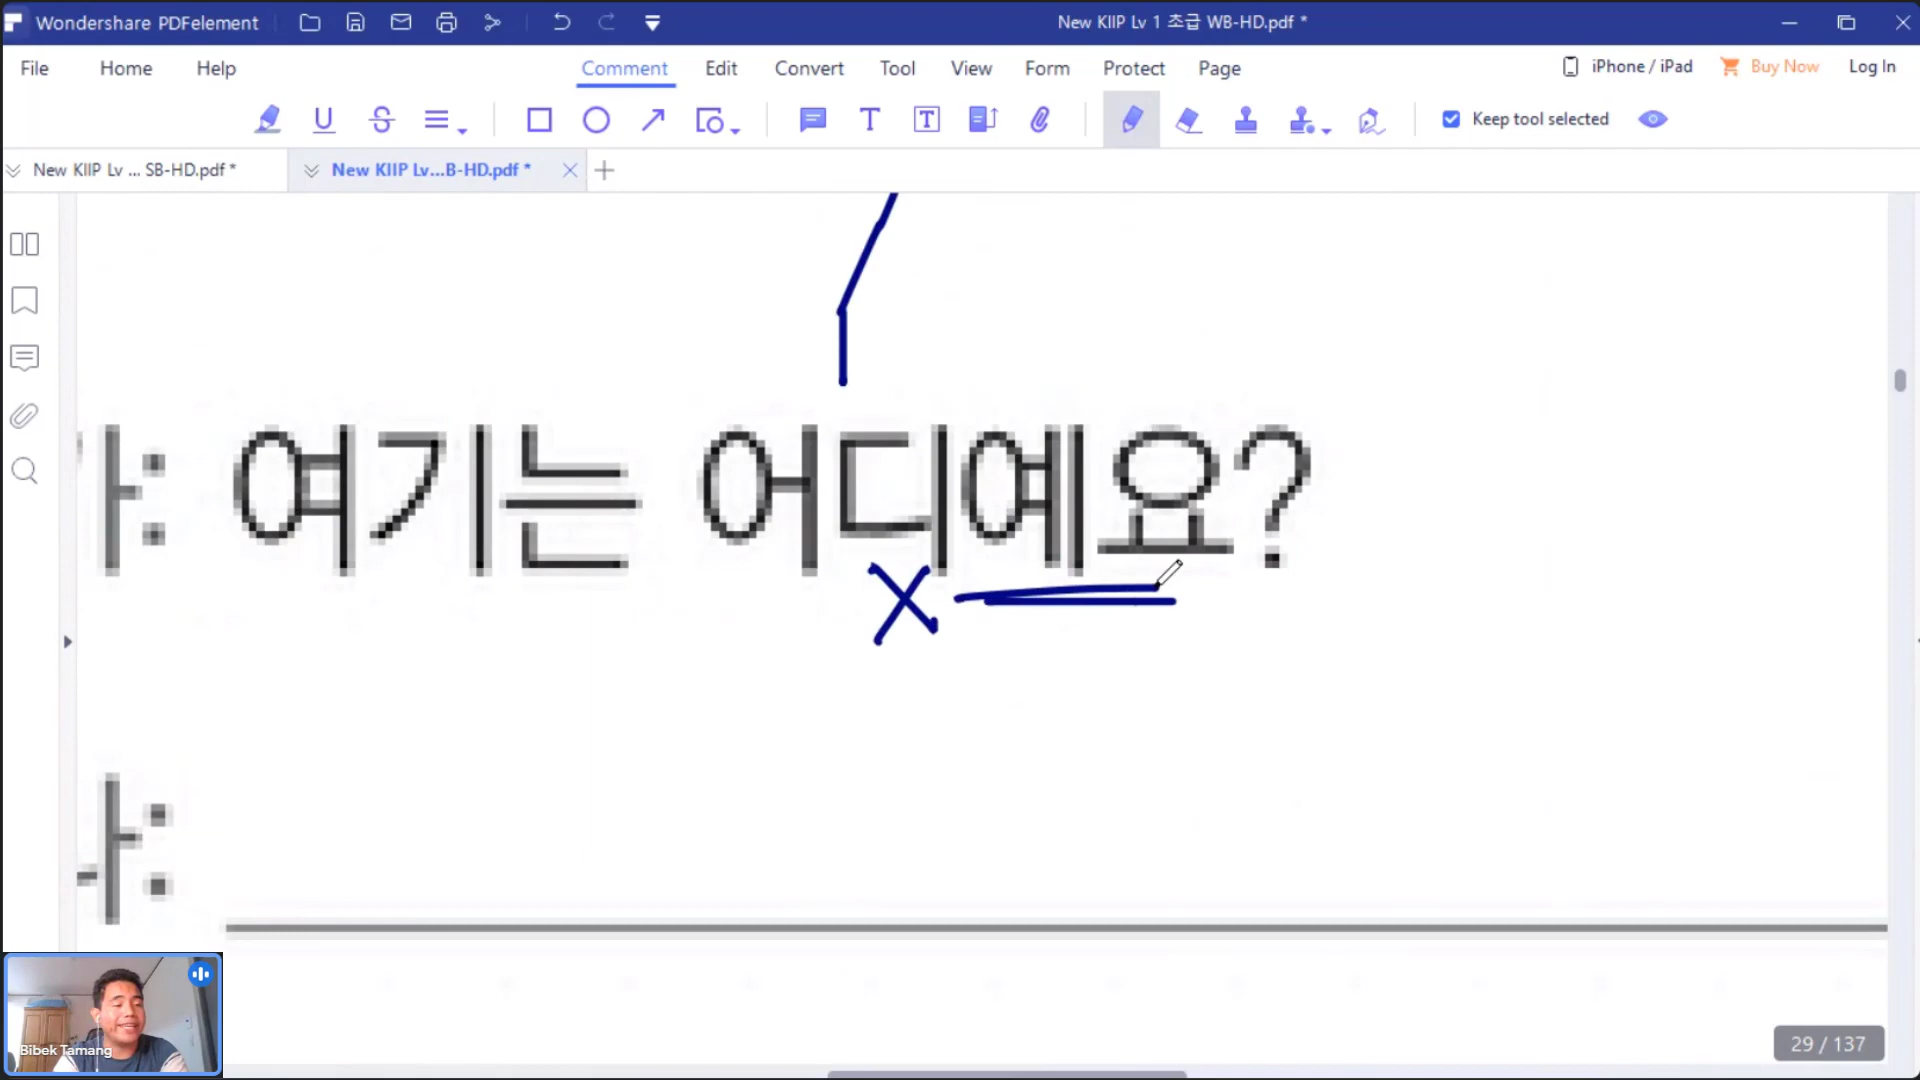 Wondershare PDFelement
New KIIP Lv 1 초급 WB-HD.pdf *
File Home Help Comment Edit Convert Tool View Form Protect Page iPhone / iPad Buy Now Log In
Keep tool selected
New KIIP Lv ... SB-HD.pdf * New KIIP Lv...B-HD.pdf *
여기는 어디예요?
X
Bibek Tamang
29 / 137